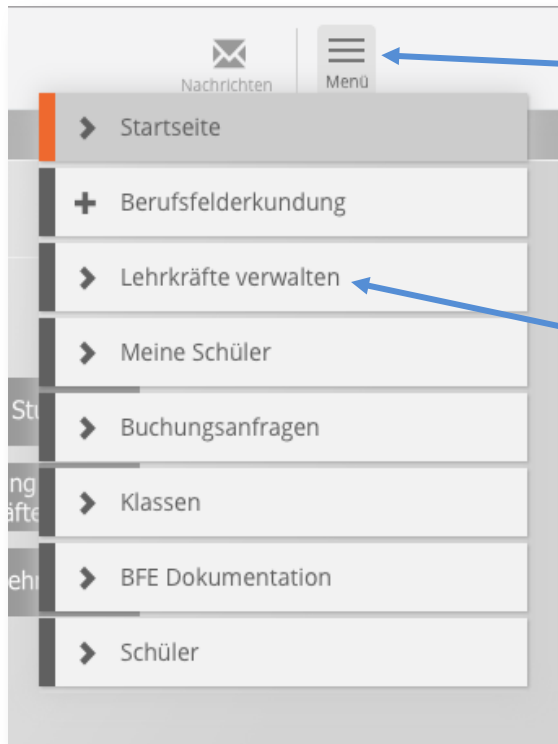 Nachrichten
Menü
Startseite
Berufsfelderkundung
Lehrkräfte verwalten
Meine Schüler
Buchungsanfragen
Klassen
BFE Dokumentation
Schüler